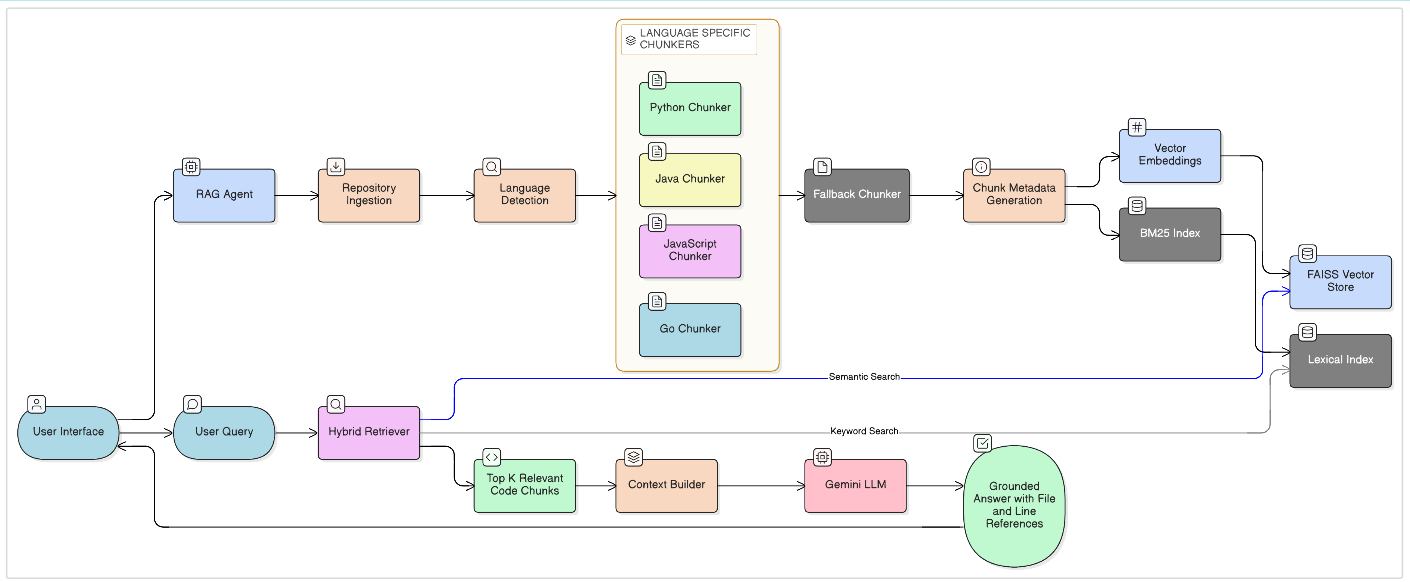 LANGUAGE SPECIFIC
CHUNKERS
Python Chunker
Java Chunker
JavaScript
Chunker
Go Chunker
RAG Agent
Repository
Ingestion
Language
Detection
Fallback Chunker
Chunk Metadata
Generation
Vector
Embeddings
BM25 Index
FAISS Vector
Store
Lexical Index
Semantic Search
User Interface
User Query
Hybrid Retriever
Keyword Search
Top K Relevant
Code Chunks
Context Builder
Gemini LLM
Grounded
Answer with File
and Line
References